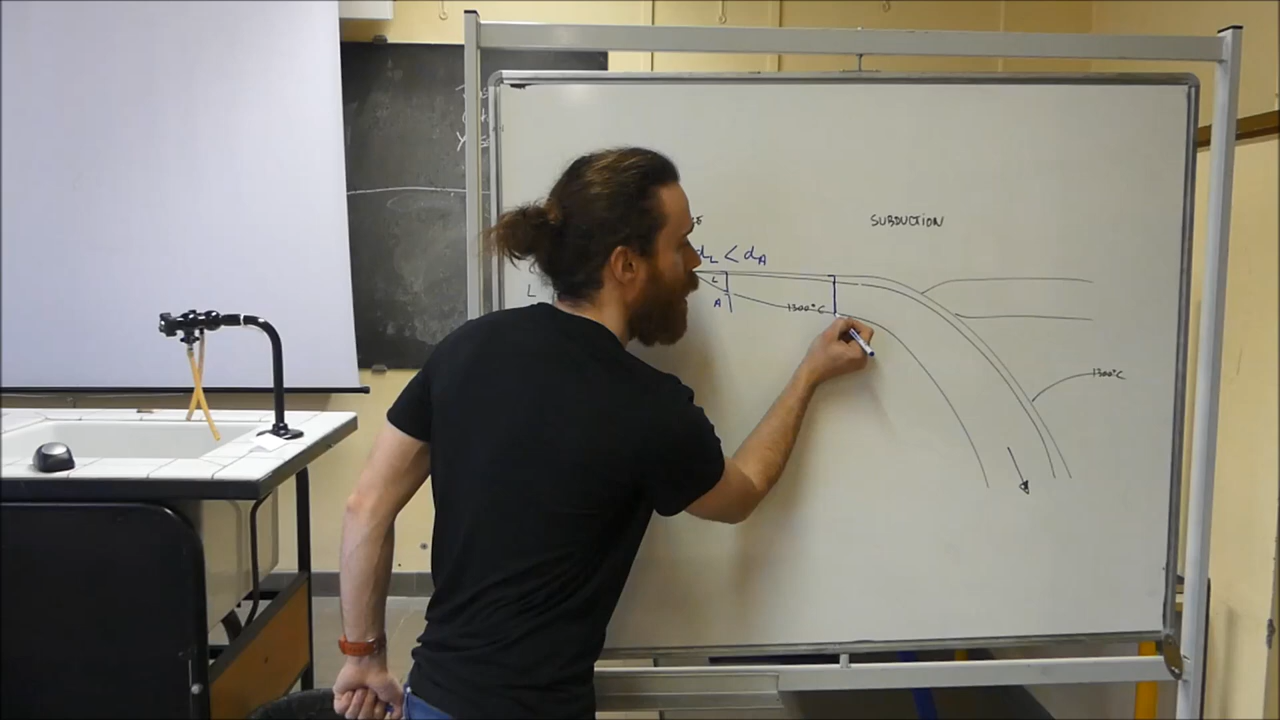 SUBDUCTION
dL < dA
L
L
A
1300°C
1300°C